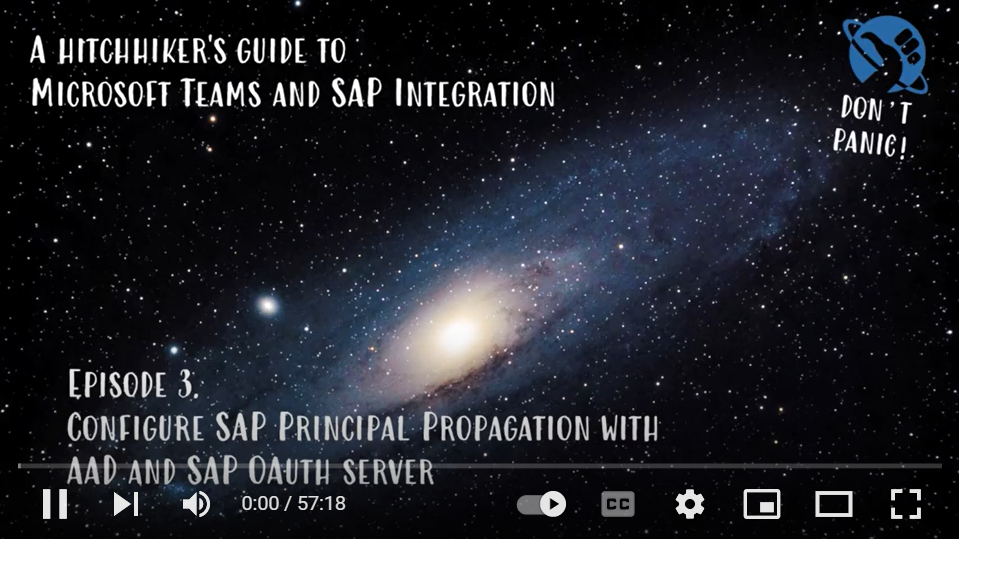 A Hitchhiker's guide to
Microsoft Teams and SAP Integration
Don't
Panic!
Episode 3.
Configure SAP Principal Propagation with
AAD and SAP OAuth server
0:00 / 57:18
CC